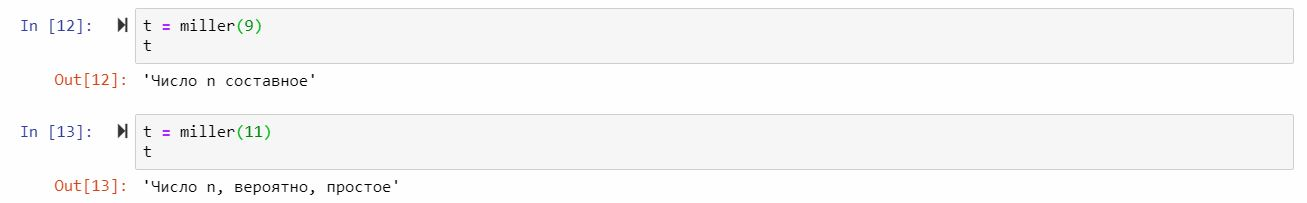 In [12]: t = miller(9)
t
Out[12]: 'Число n составное'
In [13]: t = miller(11)
t
Out[13]: 'Число n, вероятно, простое'